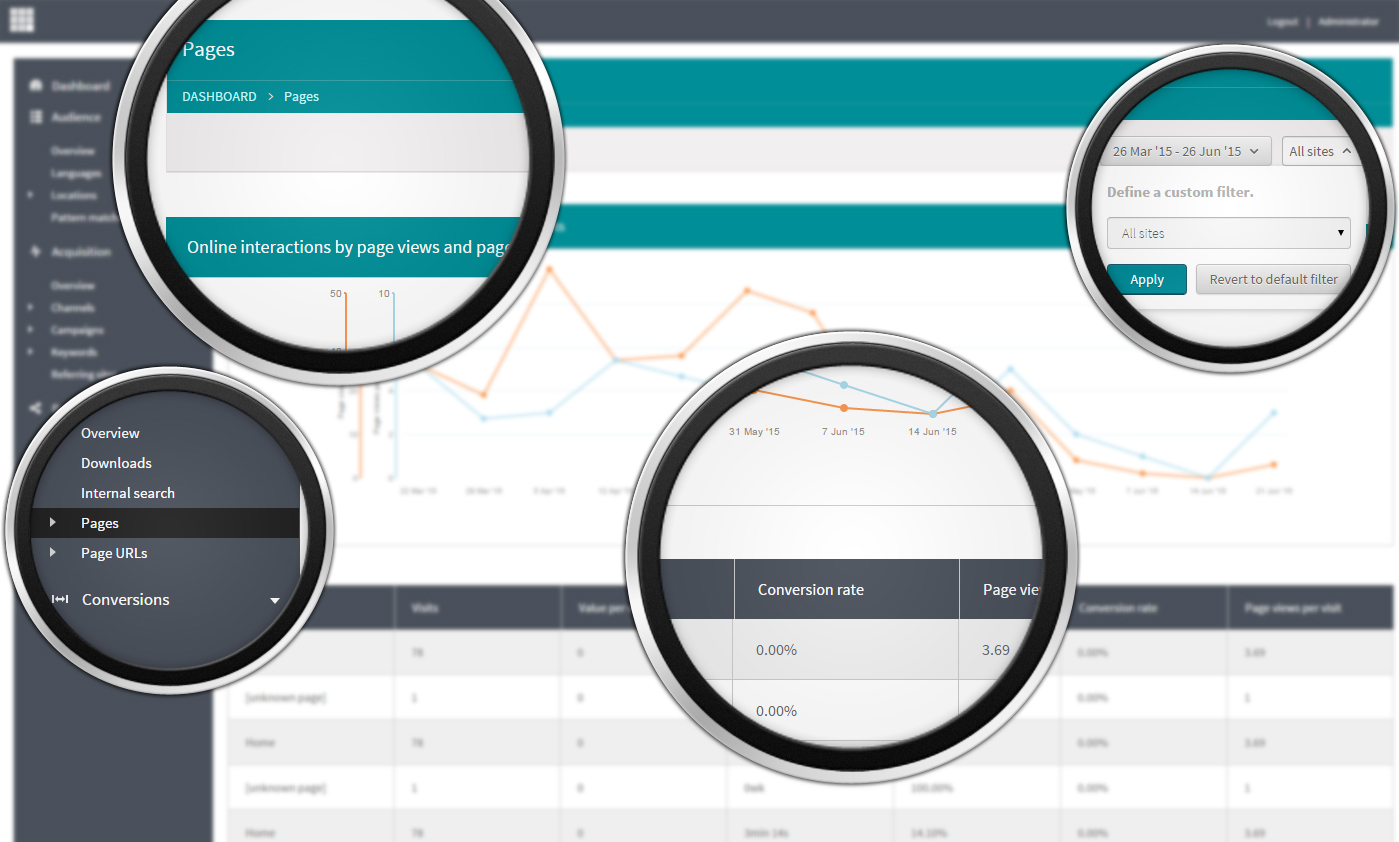 Logout | Administrator
Pages
DASHBOARD > Pages
26 Mar '15 - 26 Jun '15
All sites
Define a custom filter.
All sites
Apply
Revert to default filter
Dashboard
Audience
Overview
Languages
Locations
Pattern match
Acquisition
Overview
Channels
Campaigns
Keywords
Online interactions by page views and page
50
10
Overview
Downloads
Internal search
Pages
Page URLs
Conversions
31 May '15
7 Jun '15
14 Jun '15
Visits
Conversion rate
Page vie
Conversion rate
Page views per visit
78
0
0.00%
3.69
0.00%
3.69
[unknown page]
1
0
0.00%
0.00%
1
Home
78
0
0.00%
3.69
[unknown page]
1
0
100.00%
0.00%
1
Home
78
0
3min 14s
14.10%
0.00%
3.69